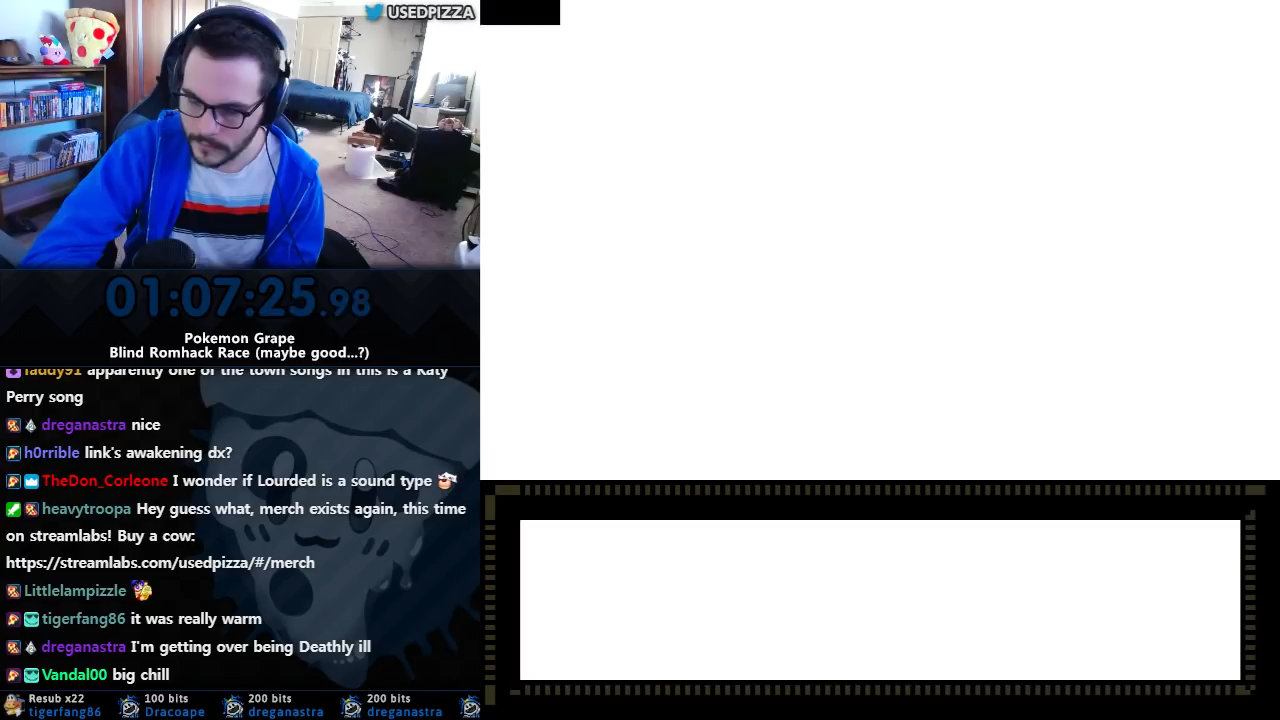 USEDPIZZA
01:07:25.98
Pokemon Grape
Blind Romhack Race (maybe good...?)
faddy91 apparently one of the town songs in this is a Katy
Perry song
dreganastra nice
h0rrible link's awakening dx?
TheDon_Corleone I wonder if Lourded is a sound type
heavytroopa Hey guess what, merch exists again, this time
on streamlabs! Buy a cow:
https://streamlabs.com/usedpizza/#/merch
Littlelampizzle
tigerfang86 it was really warm
dreganastra I'm getting over being Deathly ill
Vandal00 big chill
Resub x22
tigerfang86
100 bits
Dracoape
200 bits
dreganastra
200 bits
dreganastra